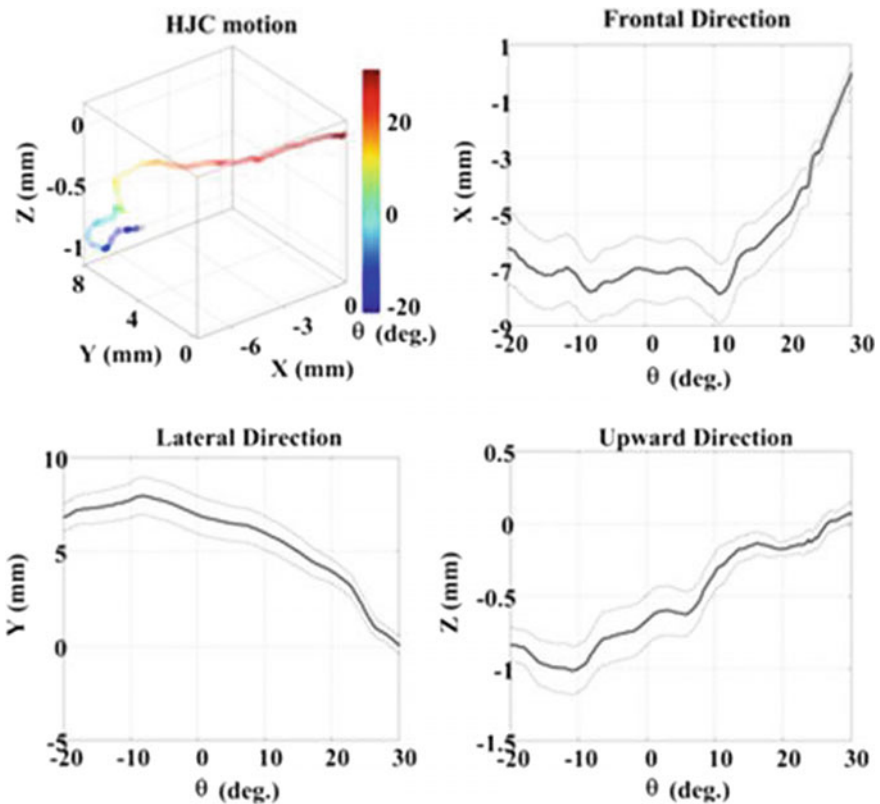 HJC motion
0
-0.5
-1
Z (mm)
8
4
0
Y (mm)
-6
-3
0
X (mm)
20
0
-20
θ (deg.)
Frontal Direction
1
-1
-3
-5
-7
-9
X (mm)
-20 -10 0 10 20 30
θ (deg.)
Lateral Direction
10
5
0
-5
Y (mm)
-20 -10 0 10 20 30
θ (deg.)
Upward Direction
0.5
0
-0.5
-1
-1.5
Z (mm)
-20 -10 0 10 20 30
θ (deg.)